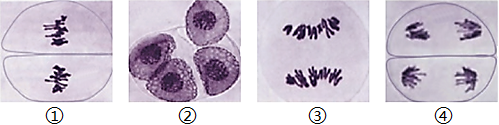 ① ② ③ ④